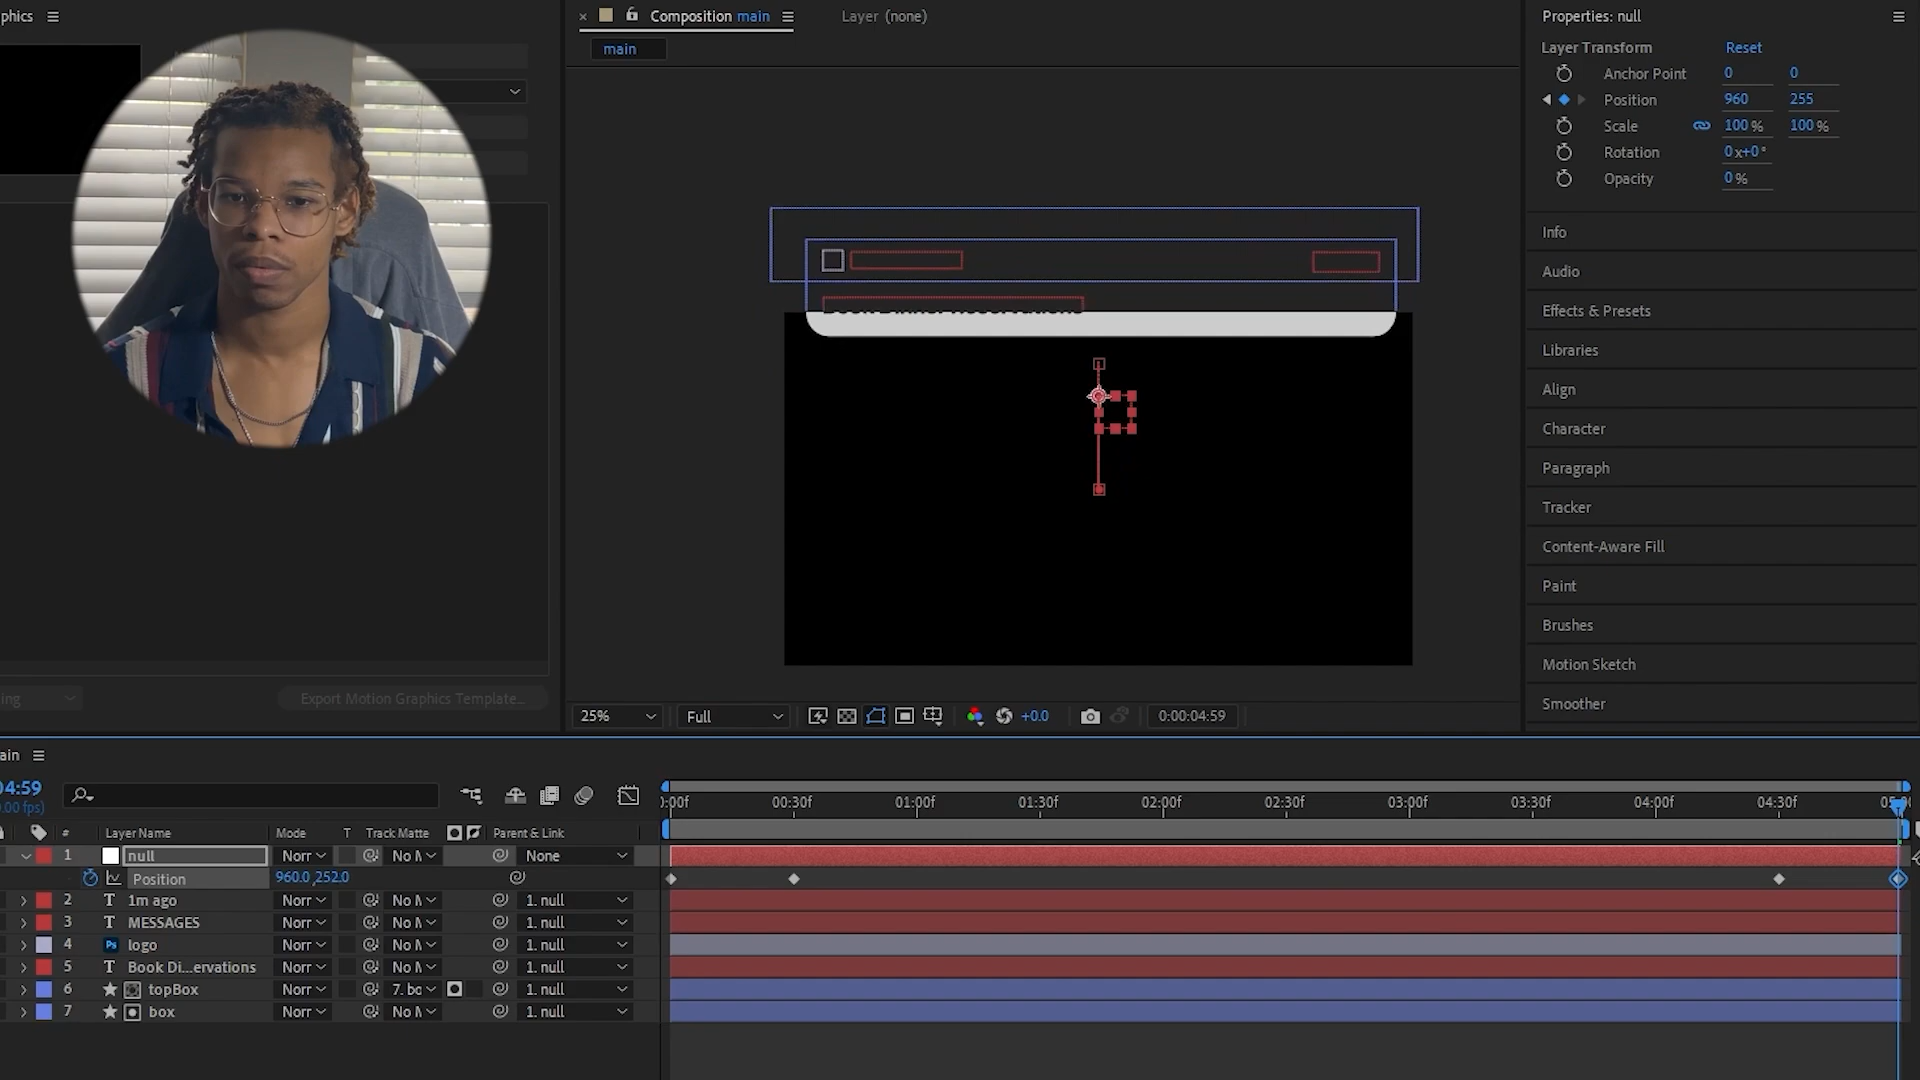 phics
Composition main
Layer (none)
main
Properties: null
Layer Transform
Reset
Anchor Point
0
0
Position
960
255
Scale
100 %
100 %
Rotation
0x+0°
Opacity
0 %
Info
Audio
Effects & Presets
Libraries
Align
Character
Paragraph
Tracker
Content-Aware Fill
Paint
Brushes
Motion Sketch
Smoother
ing
Export Motion Graphics Template...
25%
Full
+0.0
0:00:04:59
ain
04:59
.00 fps)
):00f
00:30f
01:00f
01:30f
02:00f
02:30f
03:00f
03:30f
04:00f
04:30f
#
Layer Name
Mode
T
Track Matte
Parent & Link
1
null
Norr
No M
None
Position
960.0,252.0
2
T
1m ago
Norr
No M
1. null
3
T
MESSAGES
Norr
No M
1. null
4
Ps
logo
Norr
No M
1. null
5
T
Book Di...ervations
Norr
No M
1. null
6
topBox
Norr
7. bc
1. null
7
box
Norr
No M
1. null